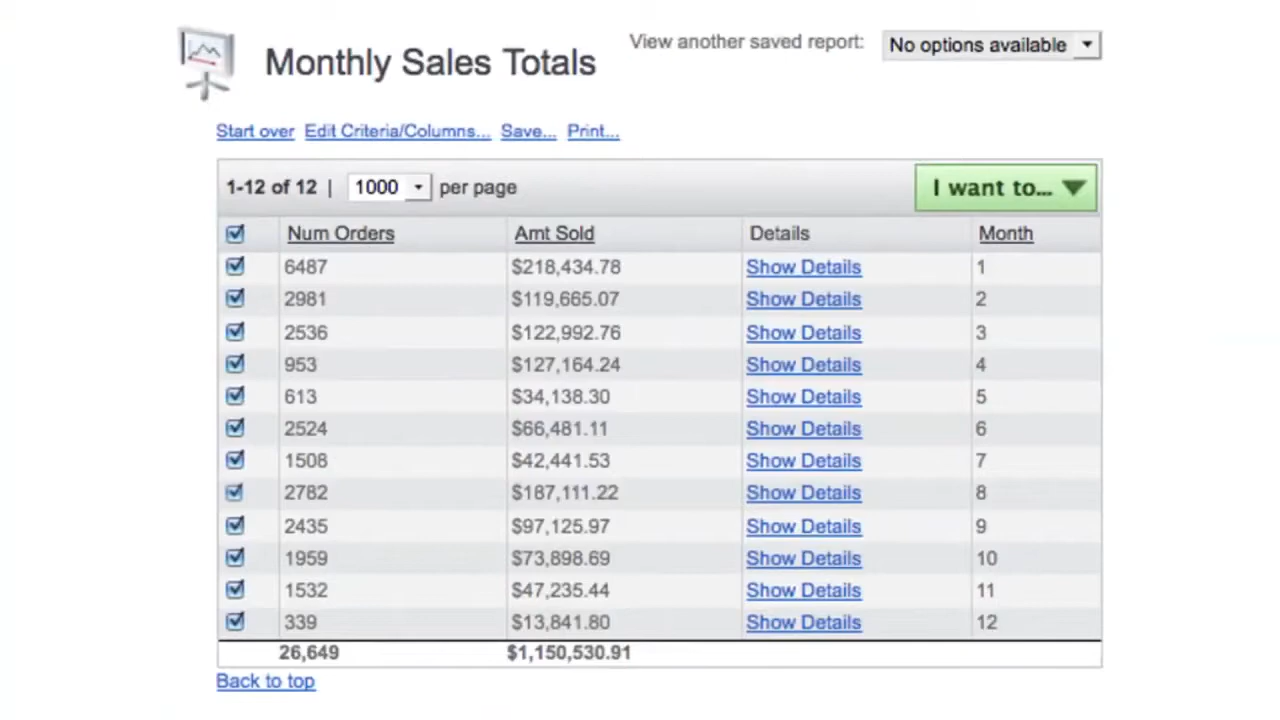 Monthly Sales Totals
View another saved report: No options available
Start over Edit Criteria/Columns... Save... Print...
1-12 of 12 | 1000 per page I want to...
Num Orders Amt Sold Details Month
6487 $218,434.78 Show Details 1
2981 $119,665.07 Show Details 2
2536 $122,992.76 Show Details 3
953 $127,164.24 Show Details 4
613 $34,138.30 Show Details 5
2524 $66,481.11 Show Details 6
1508 $42,441.53 Show Details 7
2782 $187,111.22 Show Details 8
2435 $97,125.97 Show Details 9
1959 $73,898.69 Show Details 10
1532 $47,235.44 Show Details 11
339 $13,841.80 Show Details 12
26,649 $1,150,530.91
Back to top